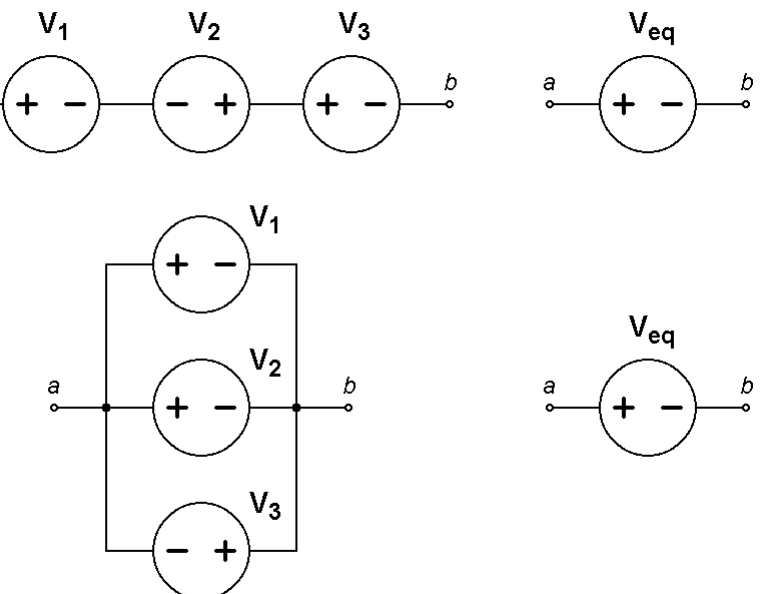 V1 V2 V3 Veq
+ − − + + − b a + − b
V1
+ −
V2 Veq
a + − b a + − b
V3
− +